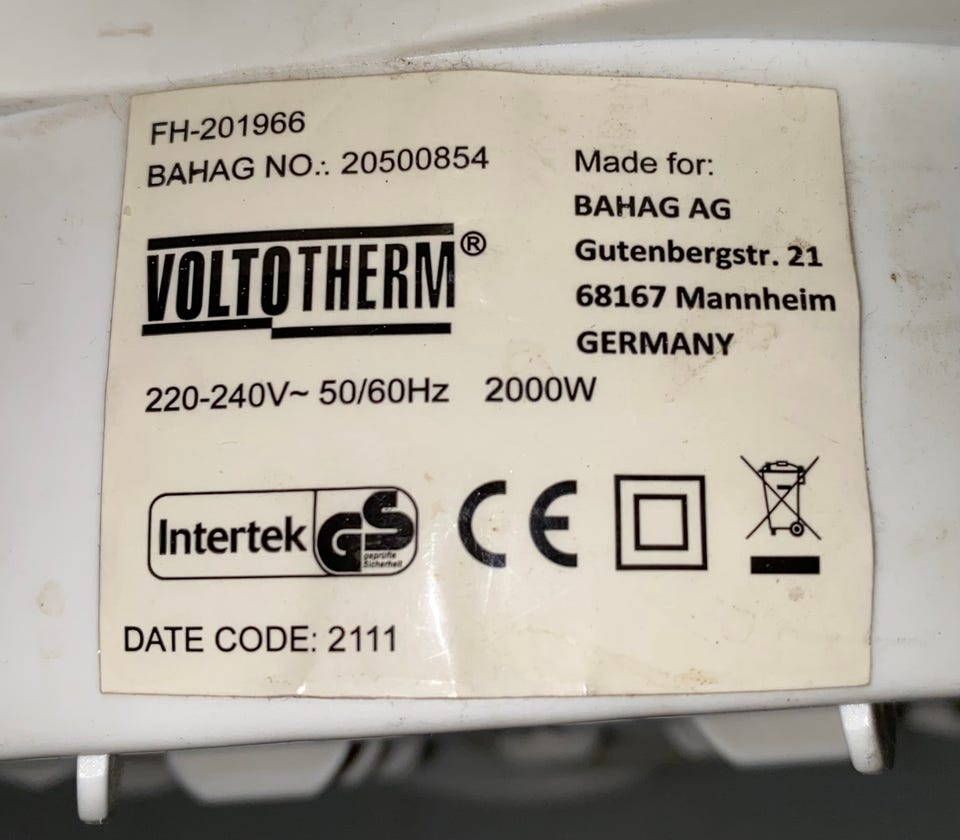 FH-201966
BAHAG NO.: 20500854
VOLTOTHERM®
220-240V~ 50/60Hz 2000W
Made for:
BAHAG AG
Gutenbergstr. 21
68167 Mannheim
GERMANY
Intertek GS
geprüfte
Sicherheit
CE
DATE CODE: 2111